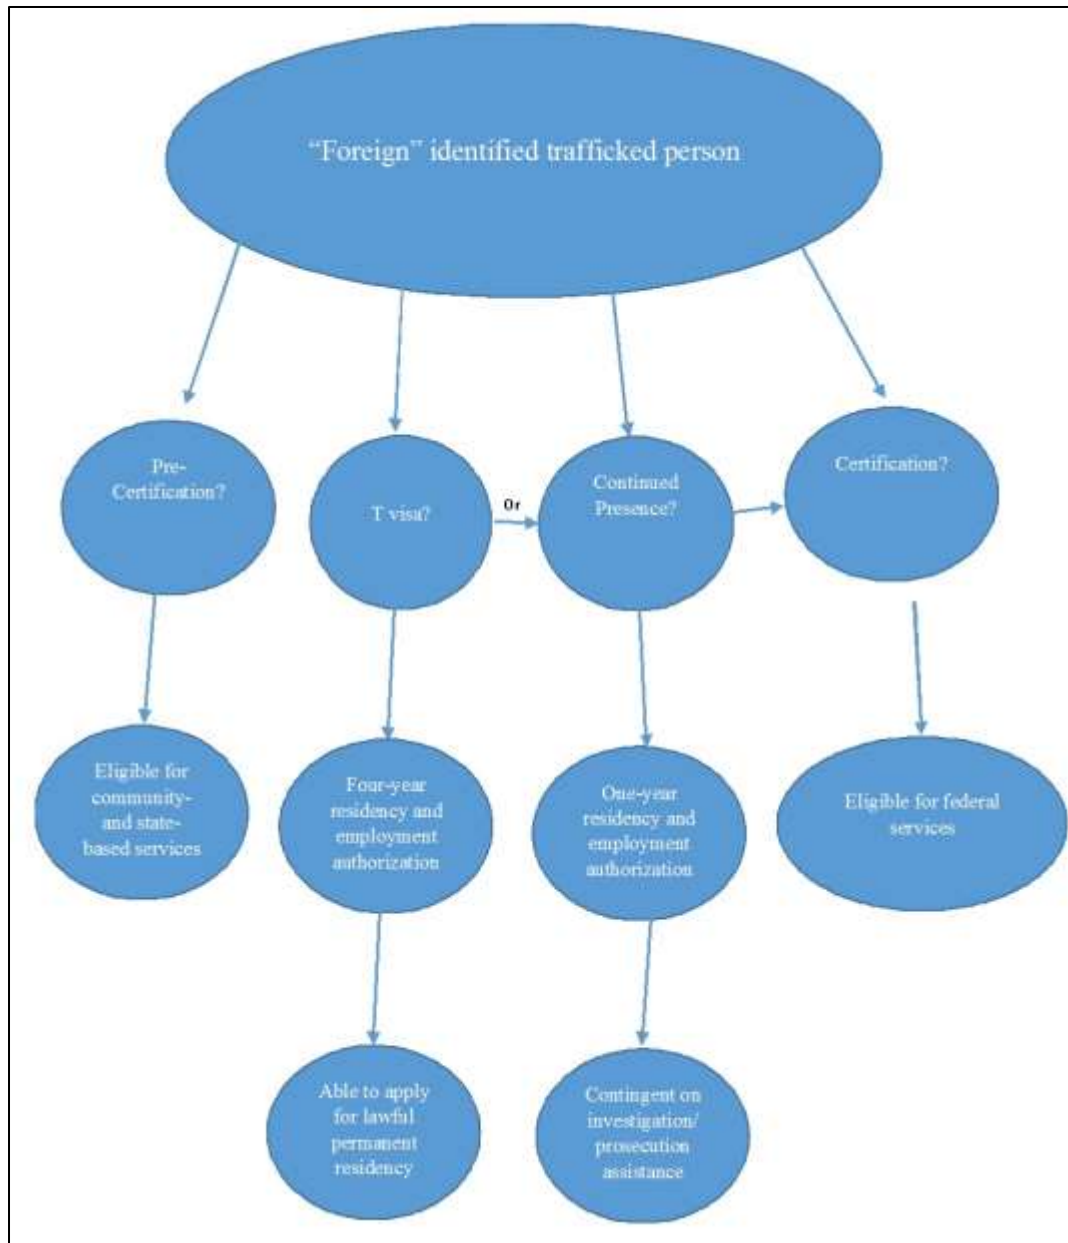 “Foreign” identified trafficked person
Pre-
Certification?
T visa?
Or
Continued
Presence?
Certification?
Eligible for
community-
and state-
based services
Four-year
residency and
employment
authorization
One-year
residency and
employment
authorization
Eligible for federal
services
Able to apply
for lawful
permanent
residency
Contingent on
investigation/
prosecution
assistance